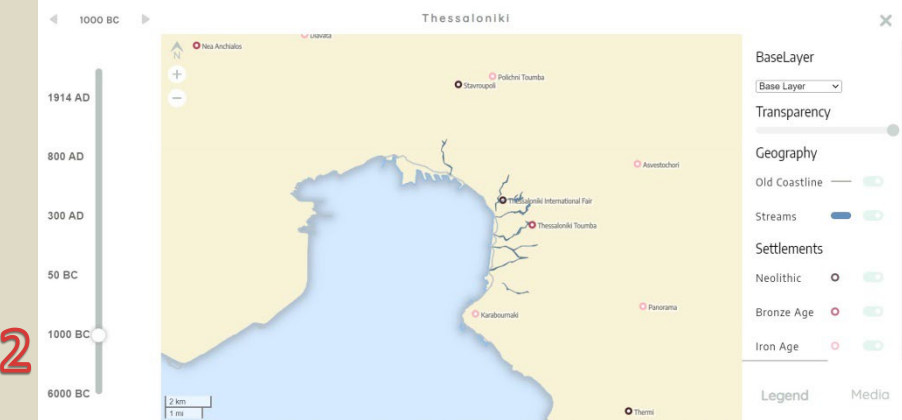 1000 BC
Thessaloniki
1914 AD
800 AD
300 AD
50 BC
1000 BC
6000 BC
2
N
+
−
Diavata
Nea Anchialos
Polichni Toumba
Stavroupoli
Asvestochori
Thessaloniki International Fair
Thessaloniki Toumba
Karabournaki
Panorama
Thermi
2 km
1 mi
BaseLayer
Base Layer
Transparency
Geography
Old Coastline
Streams
Settlements
Neolithic
Bronze Age
Iron Age
Legend
Media